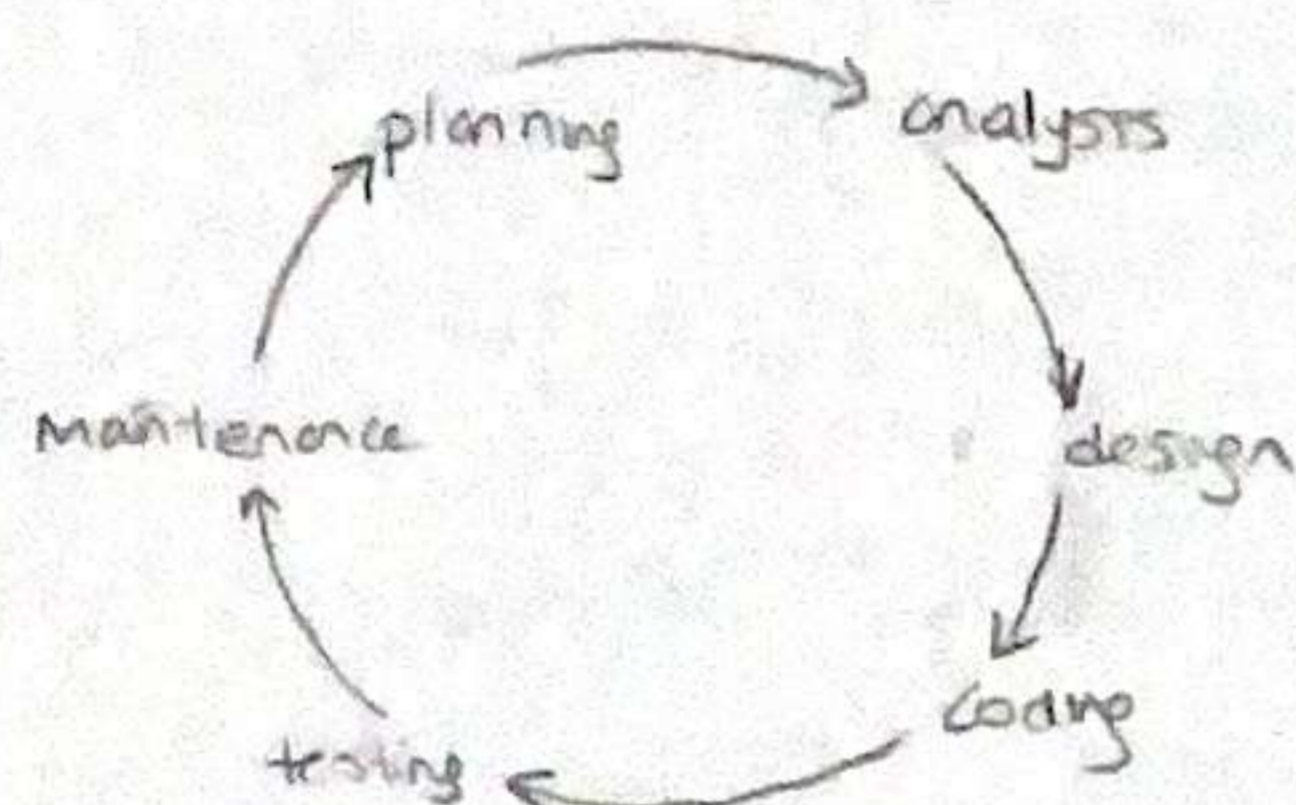 planning
analysis
design
coding
testing
maintenance